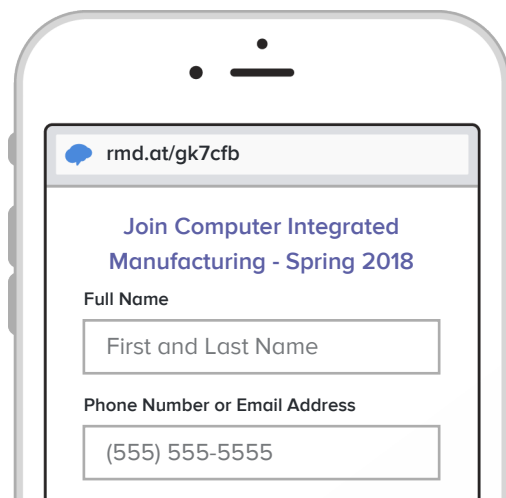 rmd.at/gk7cfb
Join Computer Integrated
Manufacturing - Spring 2018
Full Name
First and Last Name
Phone Number or Email Address
(555) 555-5555